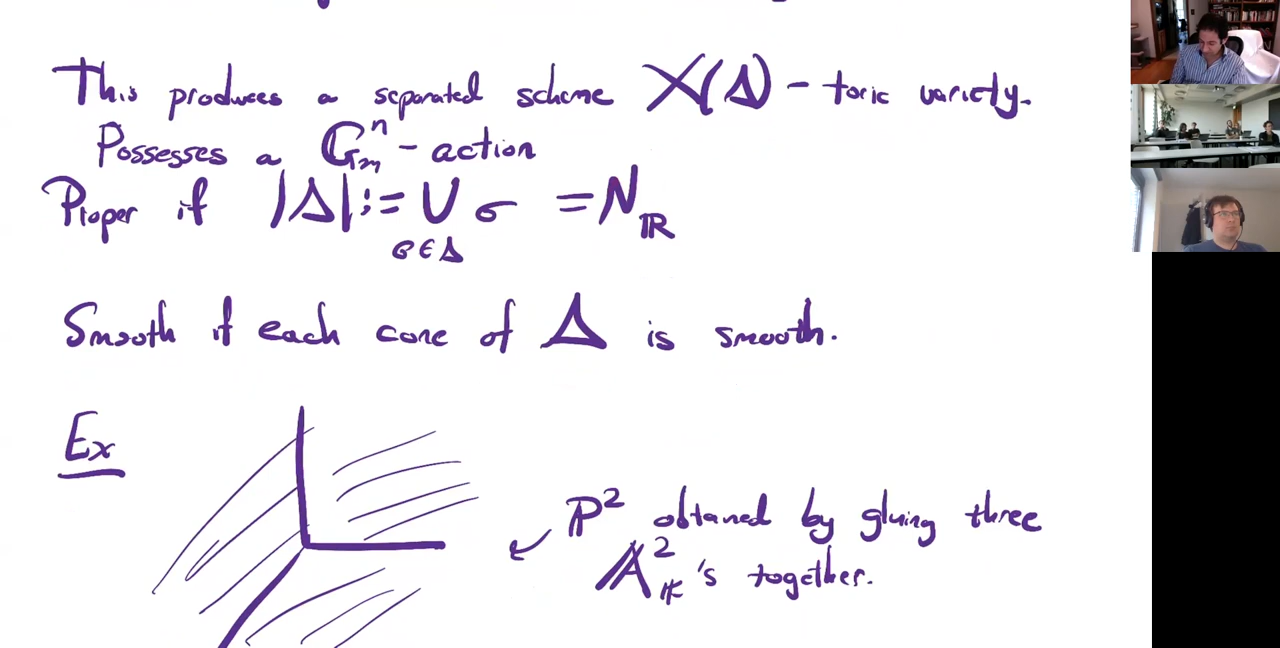 This produces a separated scheme X(Δ) - toric variety.
Possesses a 𝔾ₘⁿ - action
Proper if |Δ| := ∪_{σ∈Δ} σ = N_ℝ
Smooth if each cone of Δ is smooth.
Ex
ℙ² obtained by gluing three
𝔸²_𝕜's together.